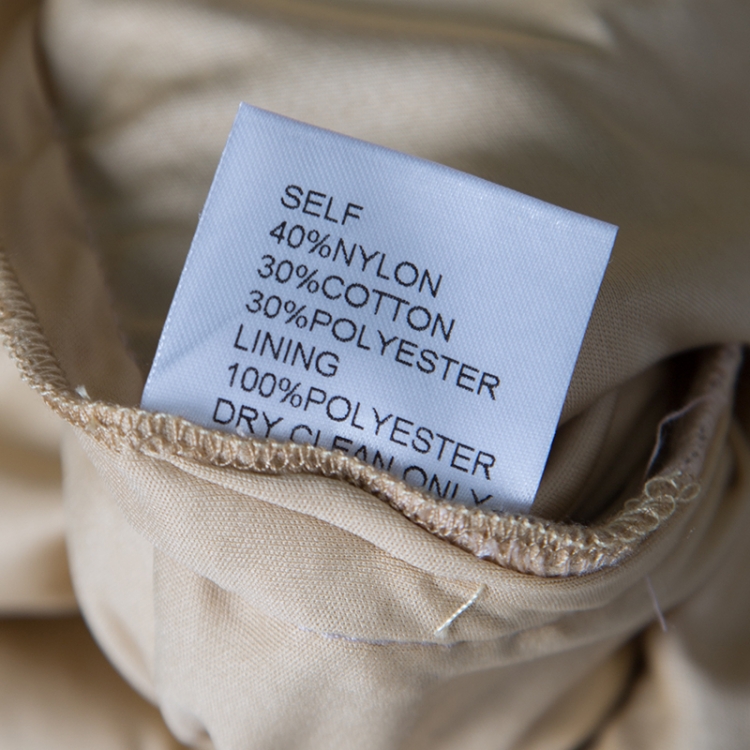 SELF
40%NYLON
30%COTTON
30%POLYESTER
LINING
100%POLYESTER
DRY CLEAN ONLY